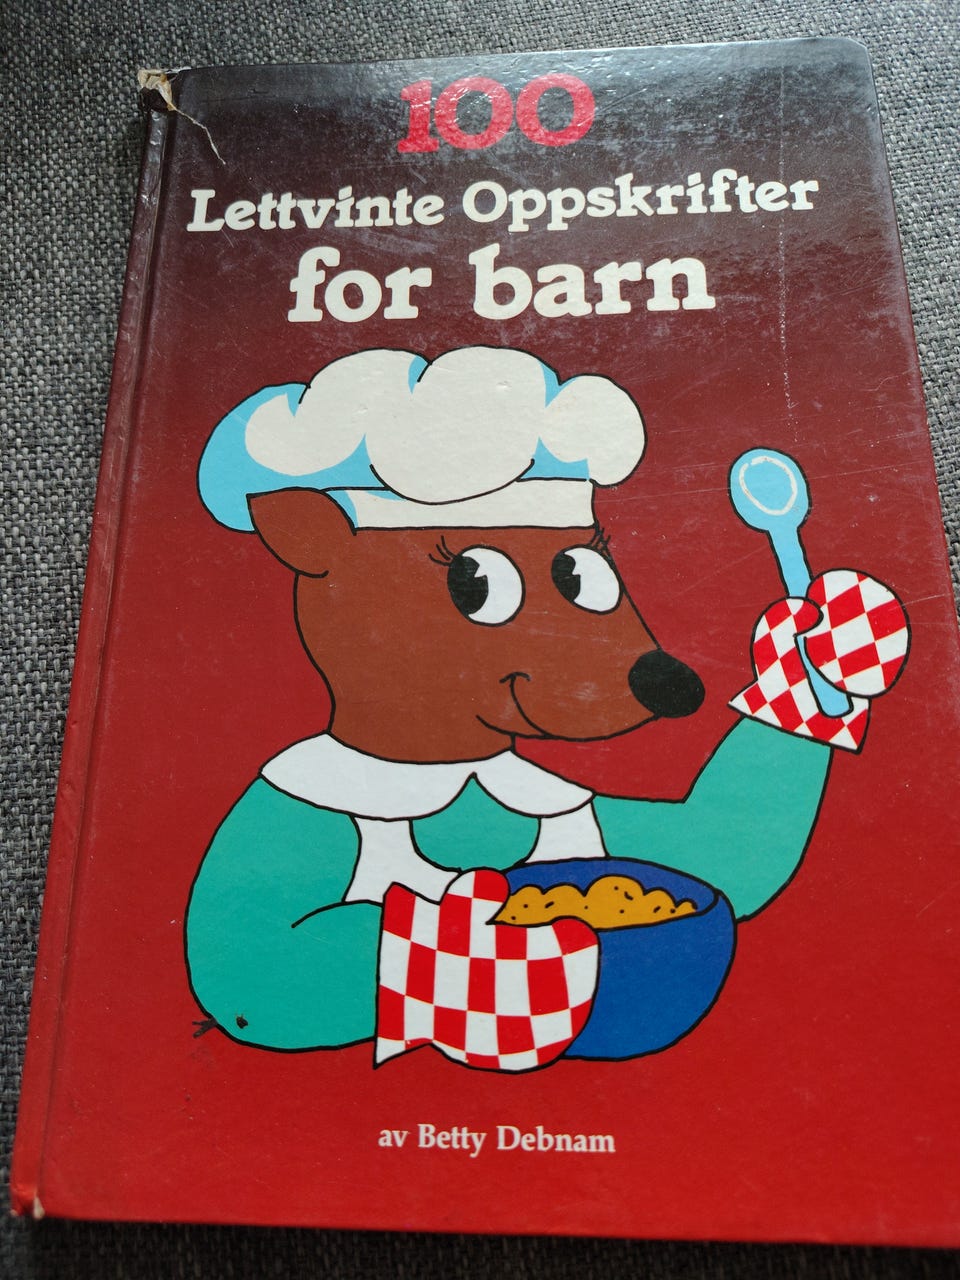 100
Lettvinte Oppskrifter
for barn
av Betty Debnam